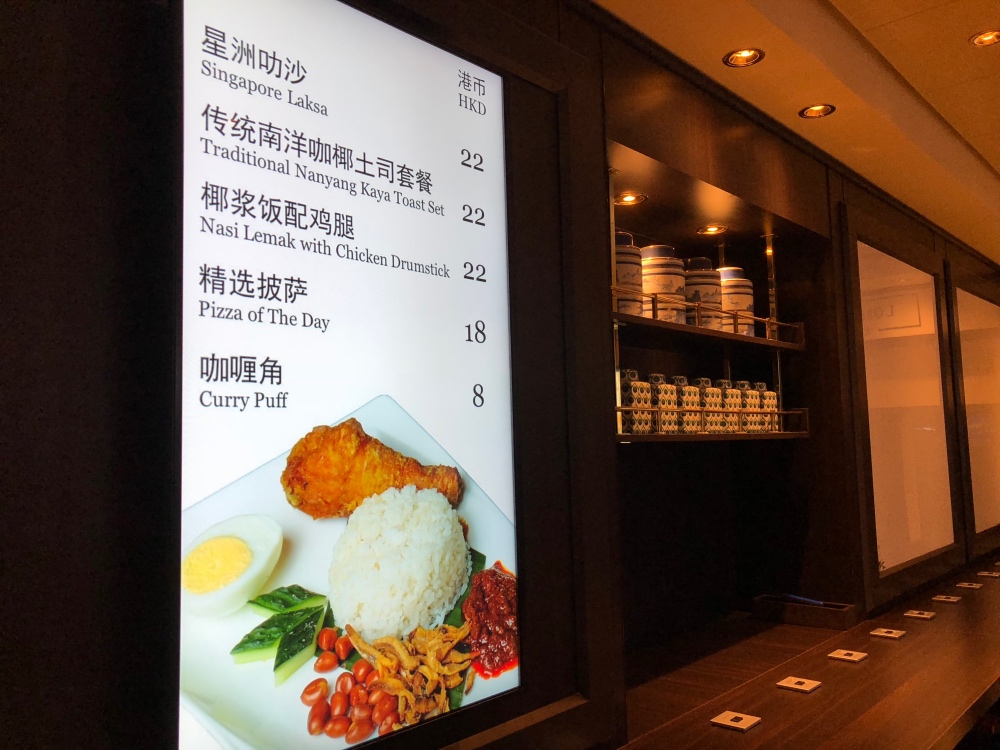 星洲叻沙
Singapore Laksa
港币
HKD
22
传统南洋咖椰土司套餐
Traditional Nanyang Kaya Toast Set
22
椰浆饭配鸡腿
Nasi Lemak with Chicken Drumstick
22
精选披萨
Pizza of The Day
18
咖喱角
Curry Puff
8